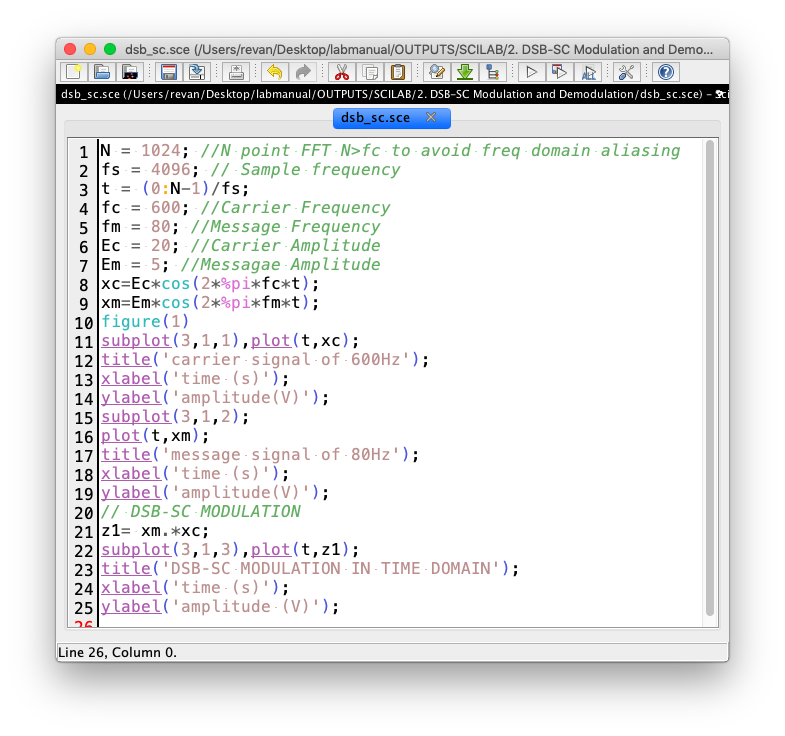 dsb_sc.sce (/Users/revan/Desktop/labmanual/OUTPUTS/SCILAB/2. DSB-SC Modulation and Demo...
dsb_sc.sce (/Users/revan/Desktop/labmanual/OUTPUTS/SCILAB/2. DSB-SC Modulation and Demodulation/dsb_sc.sce) -
dsb_sc.sce
1 N = 1024; //N point FFT N>fc to avoid freq domain aliasing
2 fs = 4096; // Sample frequency
3 t = (0:N-1)/fs;
4 fc = 600; //Carrier Frequency
5 fm = 80; //Message Frequency
6 Ec = 20; //Carrier Amplitude
7 Em = 5; //Messagae Amplitude
8 xc=Ec*cos(2*%pi*fc*t);
9 xm=Em*cos(2*%pi*fm*t);
10 figure(1)
11 subplot(3,1,1),plot(t,xc);
12 title('carrier signal of 600Hz');
13 xlabel('time (s)');
14 ylabel('amplitude(V)');
15 subplot(3,1,2);
16 plot(t,xm);
17 title('message signal of 80Hz');
18 xlabel('time (s)');
19 ylabel('amplitude(V)');
20 // DSB-SC MODULATION
21 z1= xm.*xc;
22 subplot(3,1,3),plot(t,z1);
23 title('DSB-SC MODULATION IN TIME DOMAIN');
24 xlabel('time (s)');
25 ylabel('amplitude (V)');
26
Line 26, Column 0.